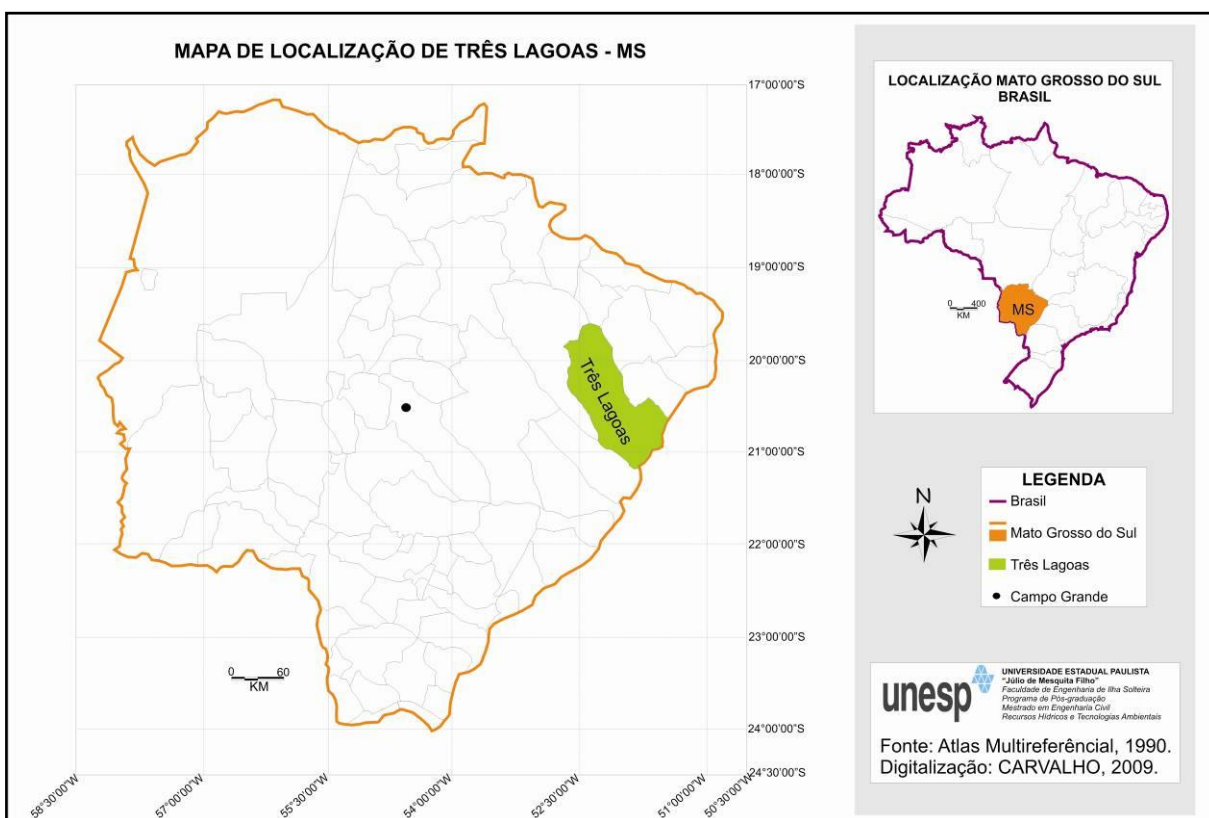 MAPA DE LOCALIZAÇÃO DE TRÊS LAGOAS - MS
17°00'00"S
18°00'00"S
19°00'00"S
20°00'00"S
21°00'00"S
22°00'00"S
23°00'00"S
24°00'00"S
24°30'00"S
58°30'00"W
57°00'00"W
55°30'00"W
54°00'00"W
52°30'00"W
51°00'00"W
50°30'00"W
Três Lagoas
0 60
KM
LOCALIZAÇÃO MATO GROSSO DO SUL
BRASIL
MS
0 400
KM
N
LEGENDA
Brasil
Mato Grosso do Sul
Três Lagoas
Campo Grande
unesp
UNIVERSIDADE ESTADUAL PAULISTA
"Júlio de Mesquita Filho"
Faculdade de Engenharia de Ilha Solteira
Programa de Pós-graduação
Mestrado em Engenharia Civil
Recursos Hídricos e Tecnologias Ambientais
Fonte: Atlas Multireferêncial, 1990.
Digitalização: CARVALHO, 2009.